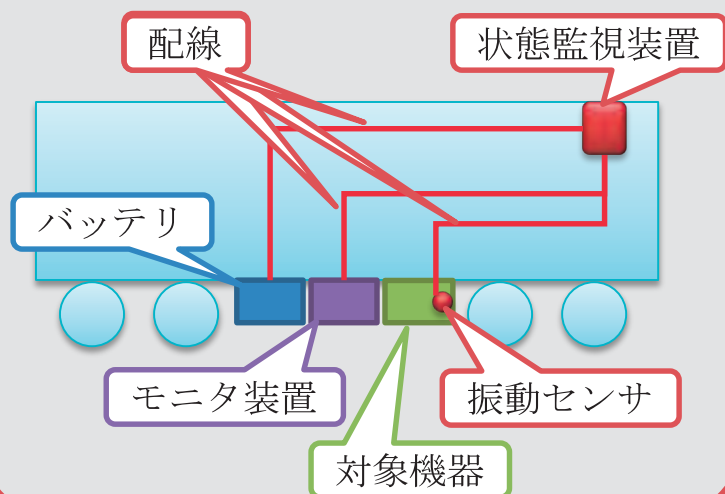 配線
状態監視装置
バッテリ
モニタ装置
振動センサ
対象機器